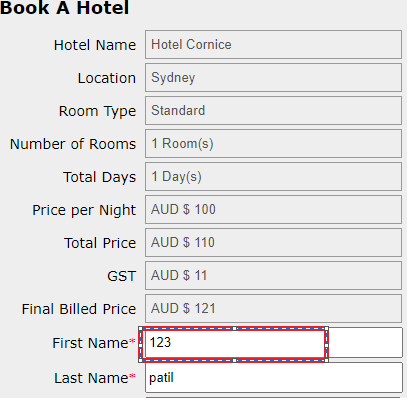 Book A Hotel
Hotel Name Hotel Cornice
Location Sydney
Room Type Standard
Number of Rooms 1 Room(s)
Total Days 1 Day(s)
Price per Night AUD $ 100
Total Price AUD $ 110
GST AUD $ 11
Final Billed Price AUD $ 121
First Name* 123
Last Name* patil